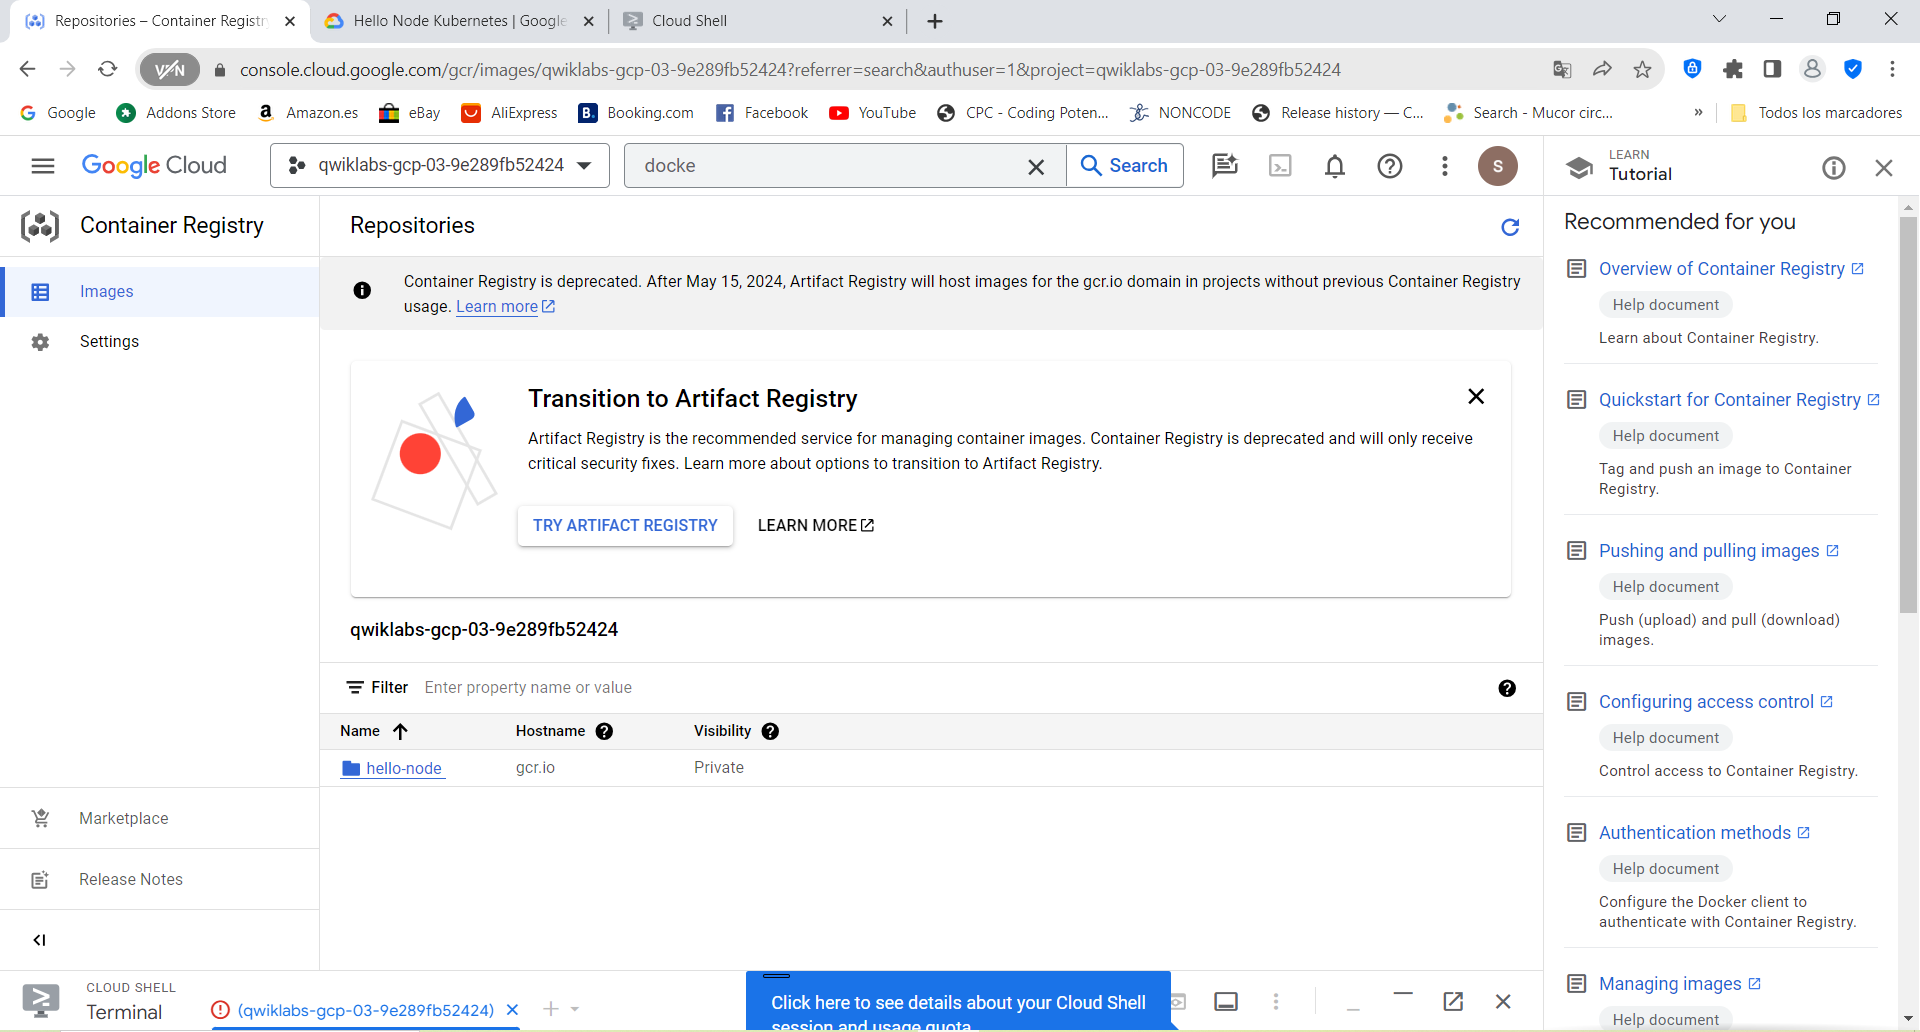 Repositories – Container Registr
Hello Node Kubernetes | Google
Cloud Shell
VPN
console.cloud.google.com/gcr/images/qwiklabs-gcp-03-9e289fb52424?referrer=search&authuser=1&project=qwiklabs-gcp-03-9e289fb52424
Google
Addons Store
Amazon.es
eBay
AliExpress
Booking.com
Facebook
YouTube
CPC - Coding Poten...
NONCODE
Release history — C...
Search - Mucor circ...
»
Todos los marcadores
Google Cloud
qwiklabs-gcp-03-9e289fb52424
docke
Search
S
LEARN
Tutorial
Container Registry
Images
Settings
Marketplace
Release Notes
Repositories
Container Registry is deprecated. After May 15, 2024, Artifact Registry will host images for the gcr.io domain in projects without previous Container Registry
usage. Learn more
Transition to Artifact Registry
Artifact Registry is the recommended service for managing container images. Container Registry is deprecated and will only receive
critical security fixes. Learn more about options to transition to Artifact Registry.
TRY ARTIFACT REGISTRY
LEARN MORE
qwiklabs-gcp-03-9e289fb52424
Filter Enter property name or value
Name Hostname Visibility
hello-node gcr.io Private
Recommended for you
Overview of Container Registry
Help document
Learn about Container Registry.
Quickstart for Container Registry
Help document
Tag and push an image to Container
Registry.
Pushing and pulling images
Help document
Push (upload) and pull (download)
images.
Configuring access control
Help document
Control access to Container Registry.
Authentication methods
Help document
Configure the Docker client to
authenticate with Container Registry.
Managing images
Help document
CLOUD SHELL
Terminal
(qwiklabs-gcp-03-9e289fb52424)
Click here to see details about your Cloud Shell
session and usage quota